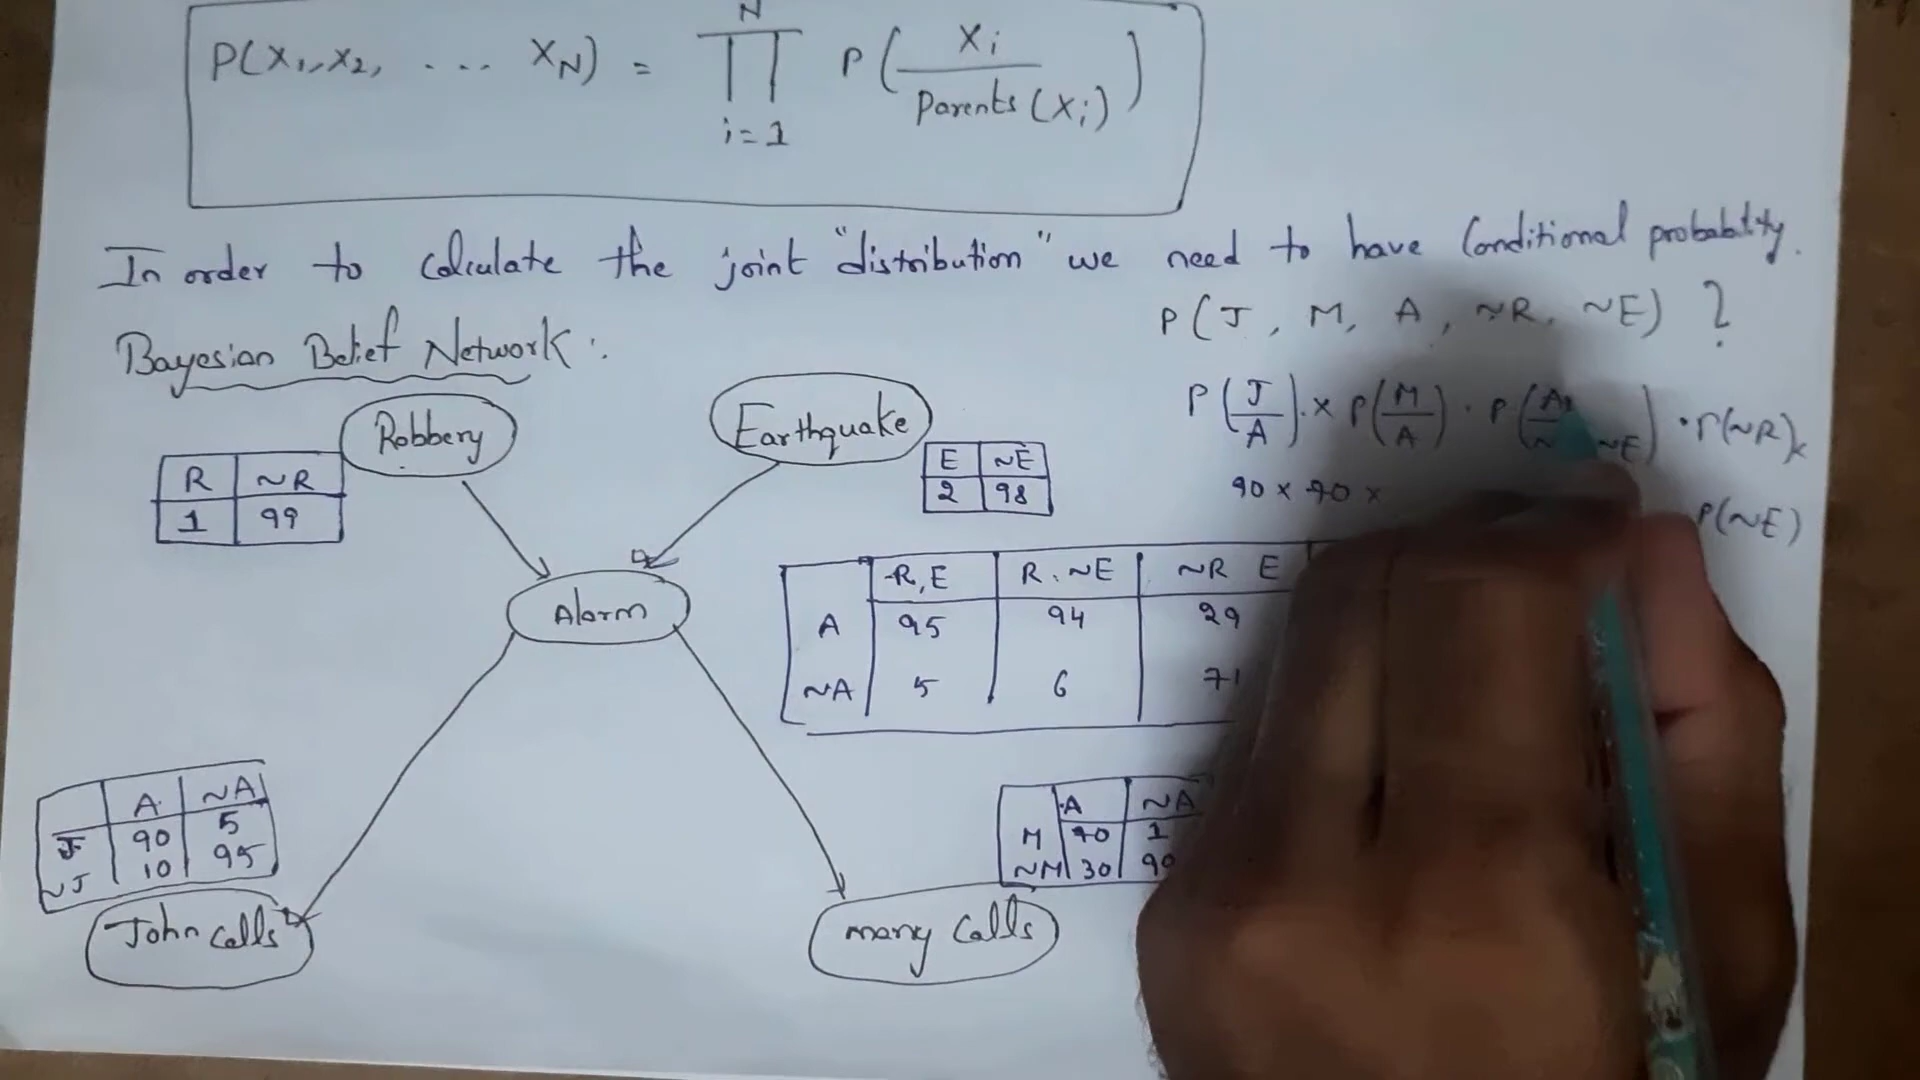 P(X1, X2, ... XN) = N ∏ i=1 P(Xi / Parents(Xi))
In order to calculate the joint "distribution" we need to have Conditional probability.
P(J, M, A, ~R, ~E) ?
Bayesian Belief Network:
P(J/A) . x P(M/A) . P(A/ ~E) . P(~R) x
90 x 70 x
P(~E)
Robbery
Earthquake
R ~R
1 99
E ~E
2 98
Alarm
R, E R, ~E ~R E
A 95 94 29
~A 5 6 71
A ~A
J 90 5
~J 10 95
A ~A
M 70 1
~M 30
John calls
many calls